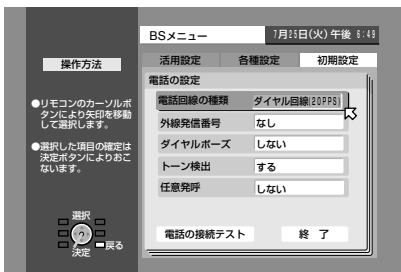 BSメニュー
7月25日(火)午後 6:49
操作方法
活用設定 各種設定 初期設定
電話の設定
●リモコンのカーソルボ
タンにより矢印を移動
して選択します。
●選択した項目の確定は
決定ボタンによりおこ
ないます。
電話回線の種類 ダイヤル回線(20PPS)
外線発信番号 なし
ダイヤルポーズ しない
トーン検出 する
任意発呼 しない
選択
戻る
決定
電話の接続テスト 終 了